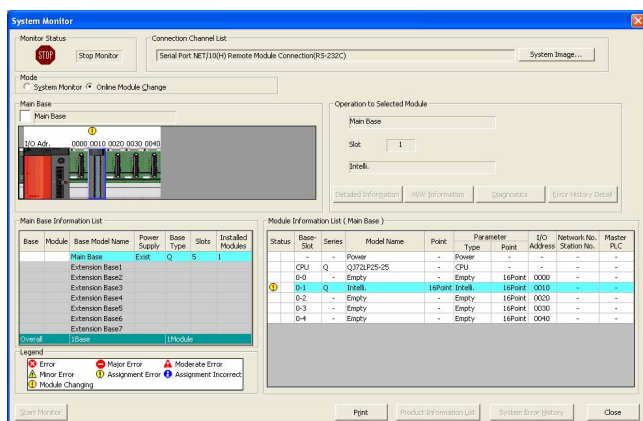 System Monitor
Monitor Status
STOP
Stop Monitor
Connection Channel List
Serial Port NET/10(H) Remote Module Connection(RS-232C)
System Image...
Mode
System Monitor
Online Module Change
Main Base
Main Base
I/O Adr. 0000 0010 0020 0030 0040
Operation to Selected Module
Main Base
Slot 1
Intelli.
Detailed Information
H/W Information
Diagnostics
Error History Detail
Main Base Information List
Base Module Base Model Name Power Supply Base Type Slots Installed Modules
Main Base Exist Q 5 1
Extension Base1
Extension Base2
Extension Base3
Extension Base4
Extension Base5
Extension Base6
Extension Base7
Overall 1Base 1Module
Legend
Error Major Error Moderate Error
Minor Error Assignment Error Assignment Incorrect
Module Changing
Module Information List ( Main Base )
Status Base-Slot Series Model Name Point Parameter Type Point I/O Address Network No. Station No. Master PLC
- - Power - Power - - - -
CPU Q QJ72LP25-25 - CPU - - - -
0-0 - Empty - Empty 16Point 0000 - -
0-1 Q Intelli. 16Point Intelli. 16Point 0010 - -
0-2 - Empty - Empty 16Point 0020 - -
0-3 - Empty - Empty 16Point 0030 - -
0-4 - Empty - Empty 16Point 0040 - -
Start Monitor
Print
Product Information List
System Error History
Close